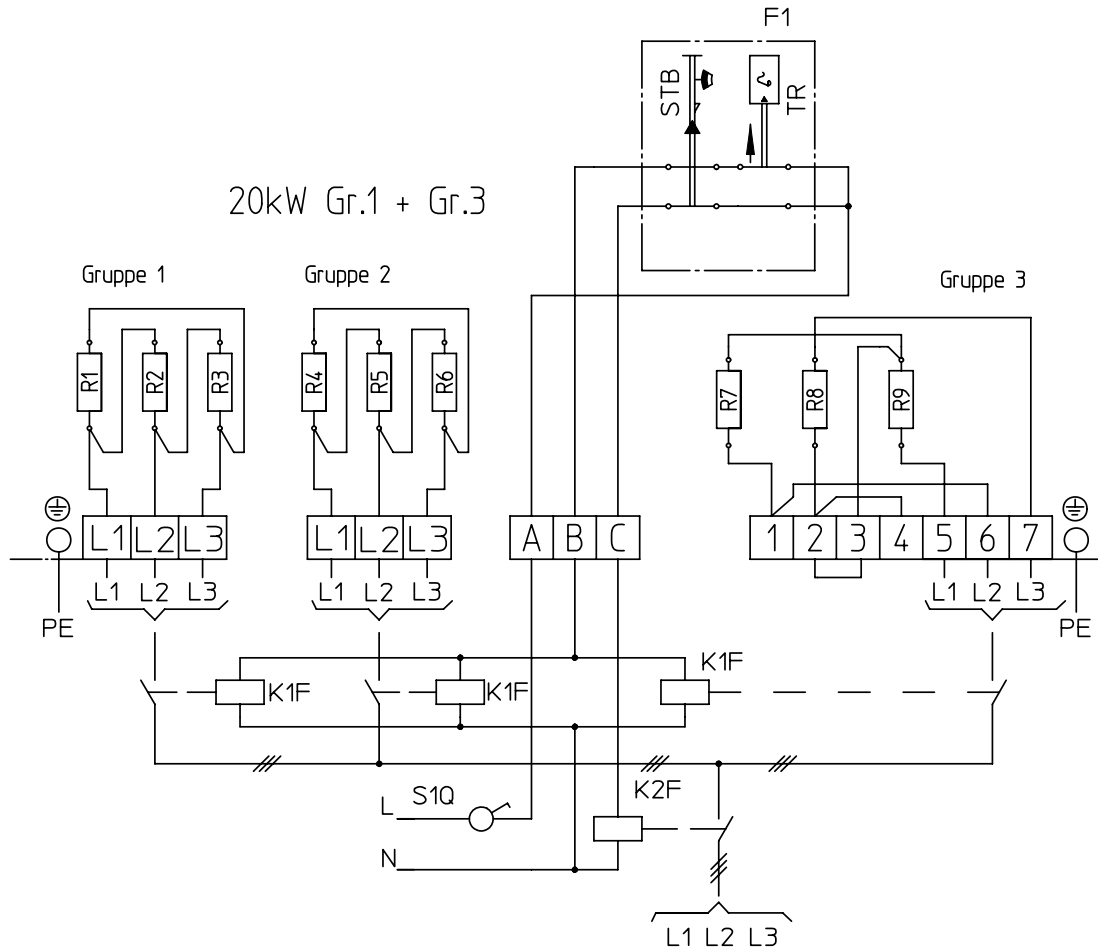 F1
STB
TR
20kW Gr.1 + Gr.3
Gruppe 1
Gruppe 2
Gruppe 3
R1
R2
R3
R4
R5
R6
R7
R8
R9
L1 L2 L3
L1 L2 L3
A B C
1 2 3 4 5 6 7
L1 L2 L3
L1 L2 L3
L1 L2 L3
PE
PE
K1F
K1F
K1F
K2F
S1Q
L
N
L1 L2 L3